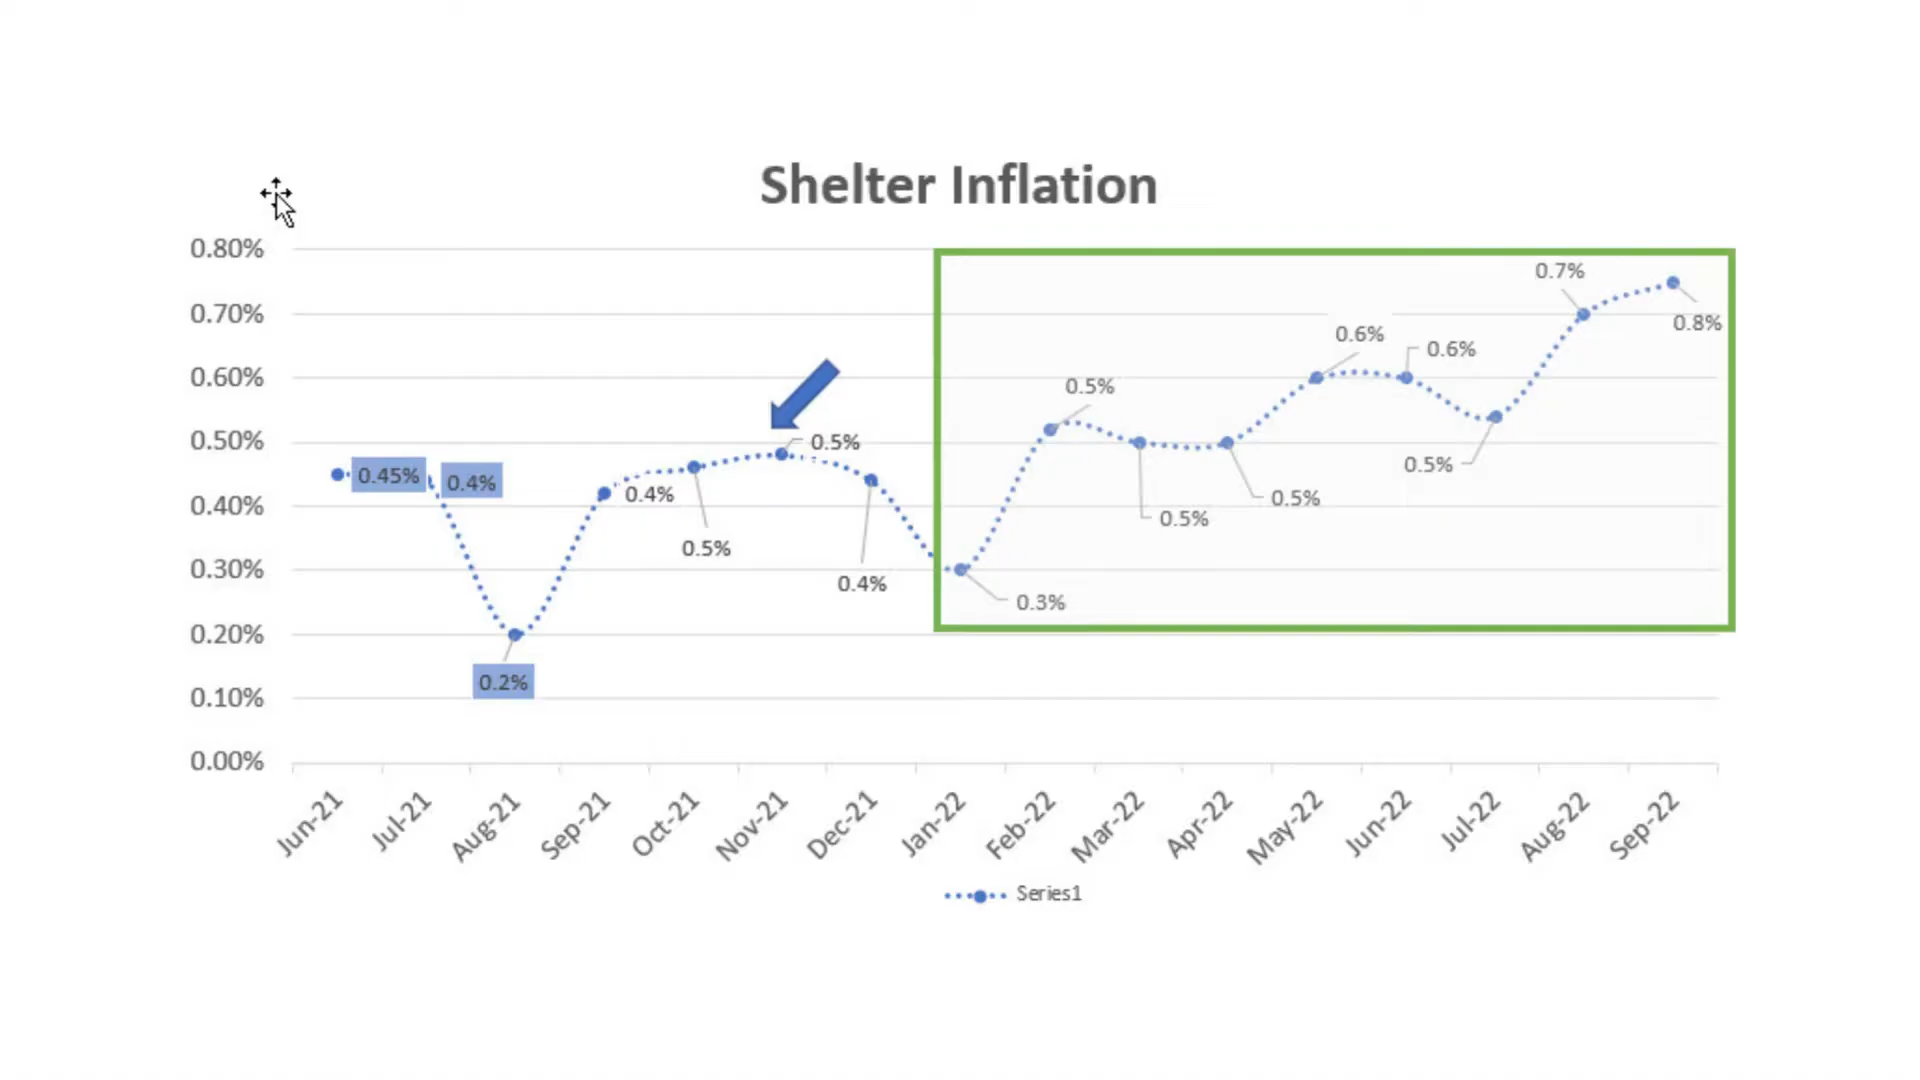 Shelter Inflation
0.80%
0.70%
0.60%
0.50%
0.40%
0.30%
0.20%
0.10%
0.00%
0.45%
0.4%
0.2%
0.4%
0.5%
0.5%
0.4%
0.3%
0.5%
0.5%
0.5%
0.6%
0.6%
0.5%
0.7%
0.8%
Jun-21
Jul-21
Aug-21
Sep-21
Oct-21
Nov-21
Dec-21
Jan-22
Feb-22
Mar-22
Apr-22
May-22
Jun-22
Jul-22
Aug-22
Sep-22
Series1